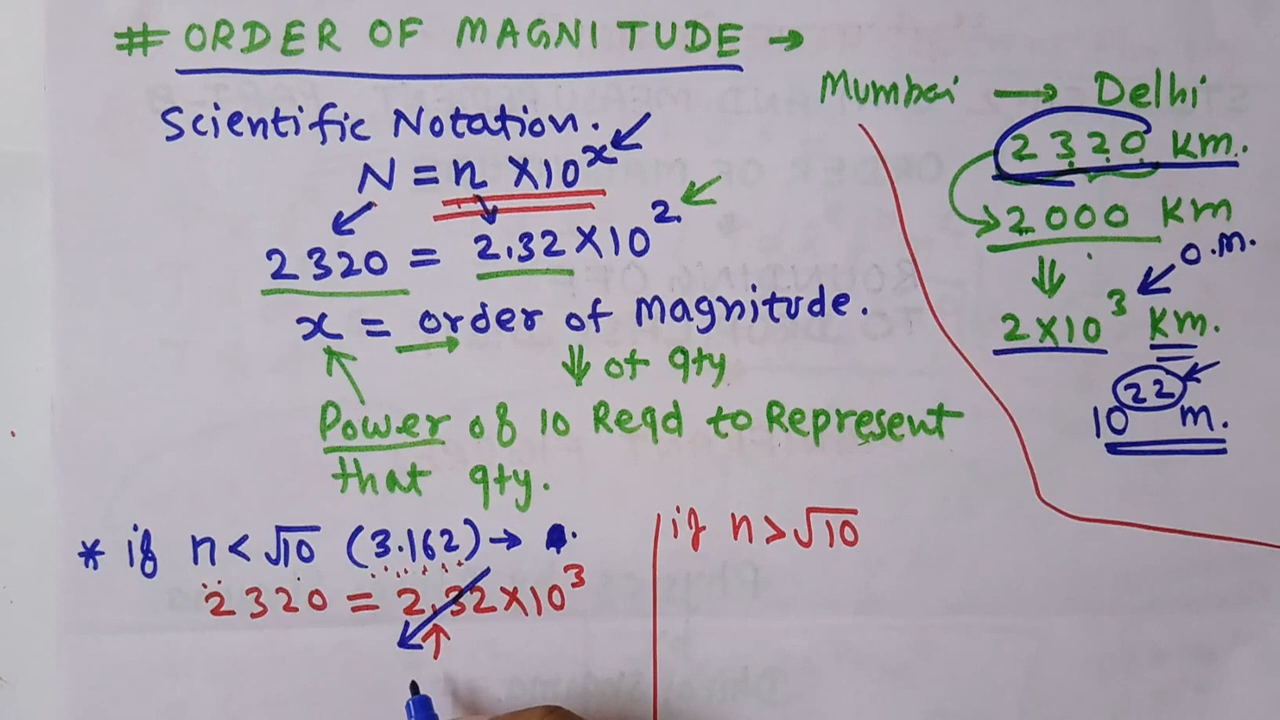 # ORDER OF MAGNITUDE →
Scientific Notation.
N = n ×10^x
2320 = 2.32 ×10^2
x = order of magnitude.
⇓ of qty
Power of 10 Reqd to Represent
that qty.
Mumbai → Delhi
2320 Km.
2000 Km
O.M.
⇓
2×10^3 Km.
10^22 m.
* if n < √10 (3.162) →
2320 = 2.32×10^3
if n > √10